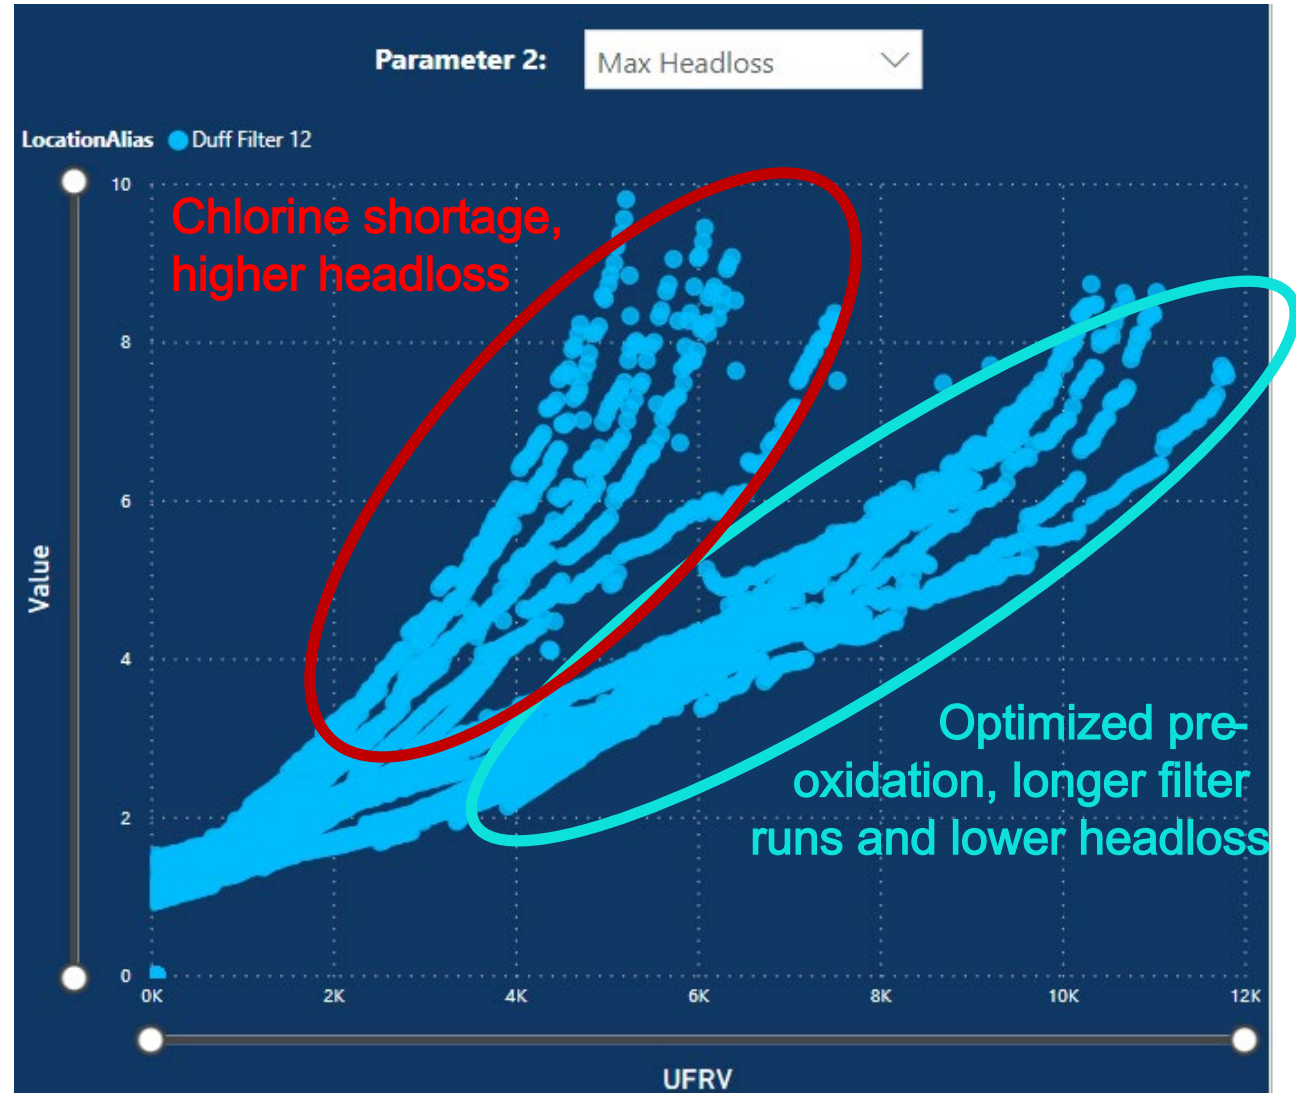 Parameter 2:
Max Headloss
LocationAlias Duff Filter 12
Chlorine shortage,
higher headloss
Optimized pre-
oxidation, longer filter
runs and lower headloss
Value
10
8
6
4
2
0
0K 2K 4K 6K 8K 10K 12K
UFRV